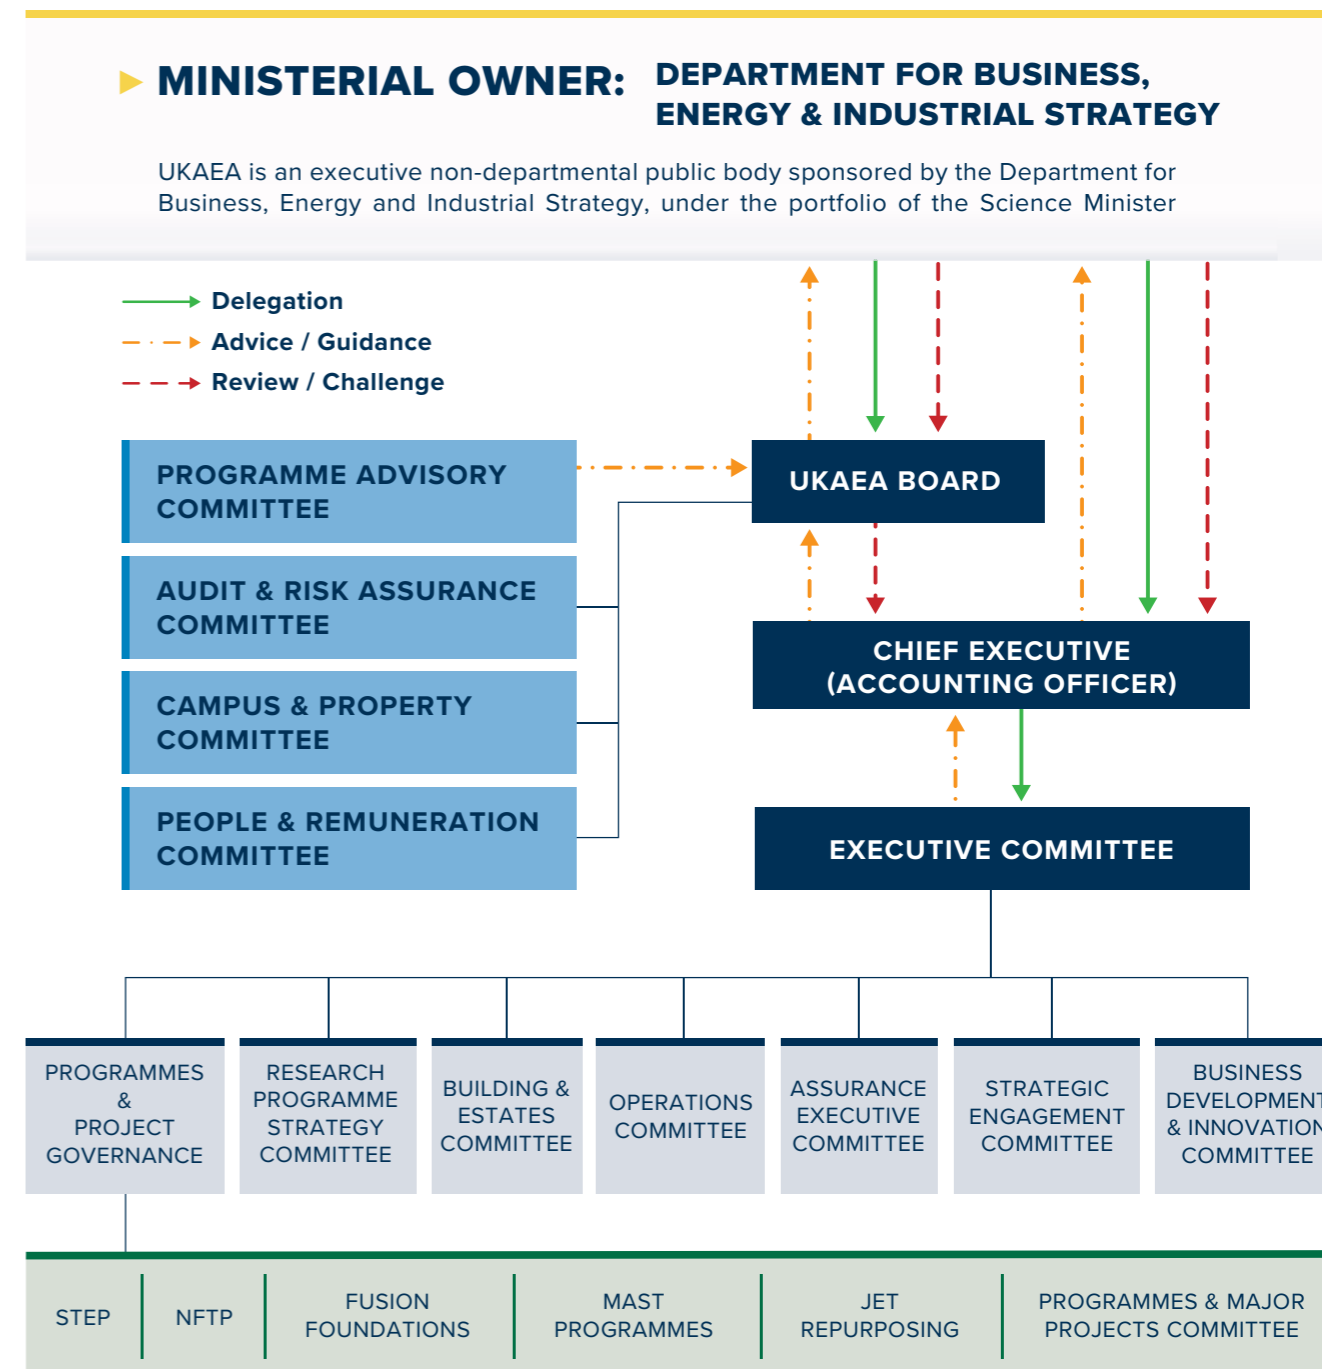 MINISTERIAL OWNER:
DEPARTMENT FOR BUSINESS,
ENERGY & INDUSTRIAL STRATEGY
UKAEA is an executive non-departmental public body sponsored by the Department for
Business, Energy and Industrial Strategy, under the portfolio of the Science Minister
Delegation
Advice / Guidance
Review / Challenge
PROGRAMME ADVISORY
COMMITTEE
UKAEA BOARD
AUDIT & RISK ASSURANCE
COMMITTEE
CHIEF EXECUTIVE
(ACCOUNTING OFFICER)
CAMPUS & PROPERTY
COMMITTEE
PEOPLE & REMUNERATION
COMMITTEE
EXECUTIVE COMMITTEE
PROGRAMMES
&
PROJECT
GOVERNANCE
RESEARCH
PROGRAMME
STRATEGY
COMMITTEE
BUILDING &
ESTATES
COMMITTEE
OPERATIONS
COMMITTEE
ASSURANCE
EXECUTIVE
COMMITTEE
STRATEGIC
ENGAGEMENT
COMMITTEE
BUSINESS
DEVELOPMENT
& INNOVATION
COMMITTEE
STEP
NFTP
FUSION
FOUNDATIONS
MAST
PROGRAMMES
JET
REPURPOSING
PROGRAMMES & MAJOR
PROJECTS COMMITTEE